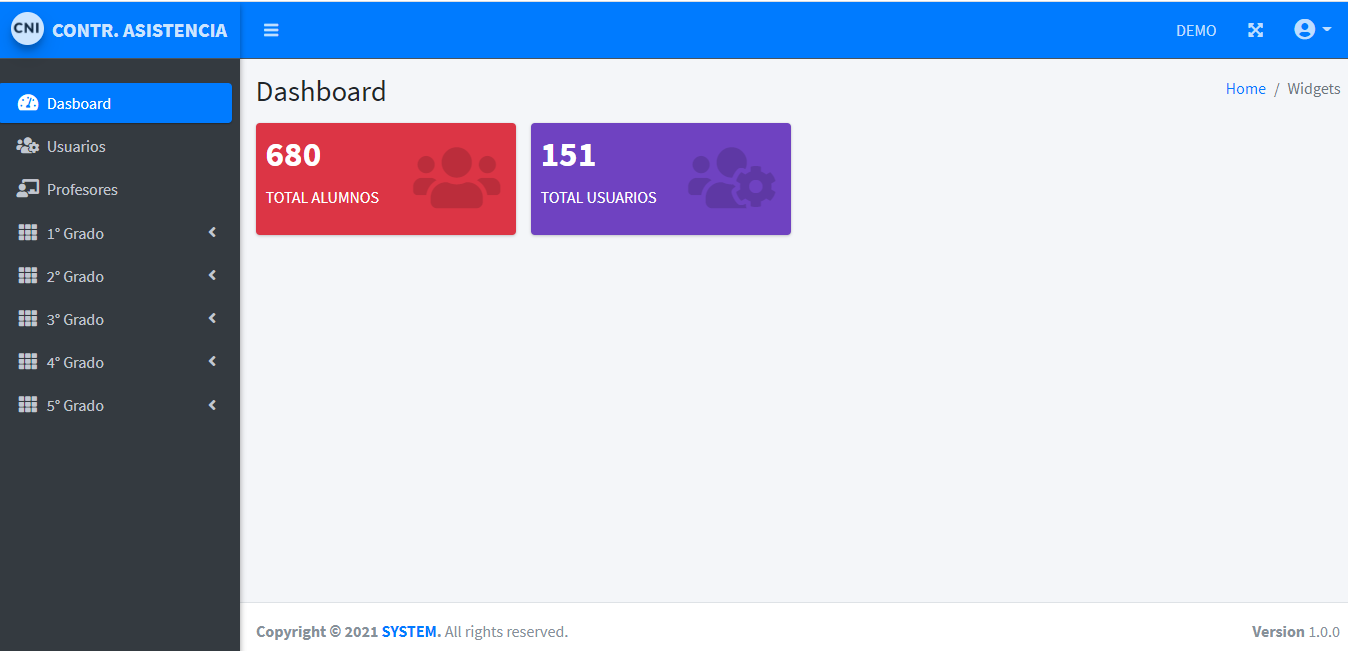 CNI CONTR. ASISTENCIA
DEMO
Dasboard
Usuarios
Profesores
1° Grado
2° Grado
3° Grado
4° Grado
5° Grado
Dashboard
Home / Widgets
680
TOTAL ALUMNOS
151
TOTAL USUARIOS
Copyright © 2021 SYSTEM. All rights reserved.
Version 1.0.0